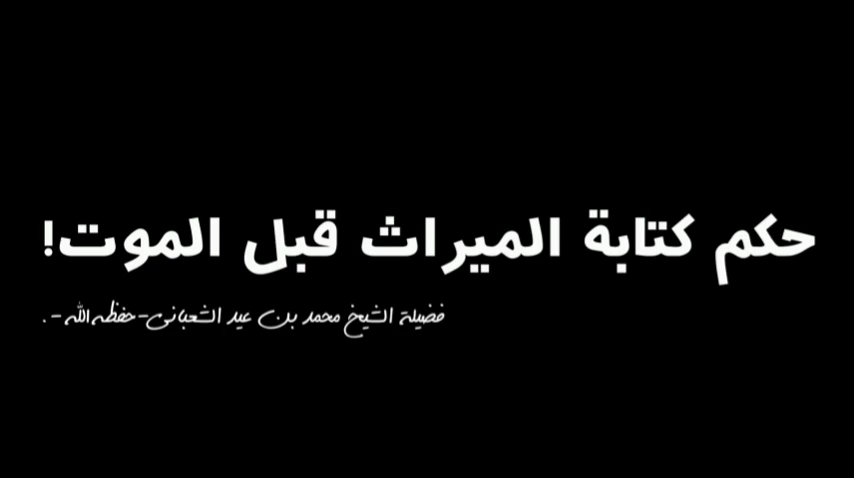 حكم كتابة الميراث قبل الموت!
فضيلة الشيخ محمد بن عيد الشعباني-حفظه الله-.